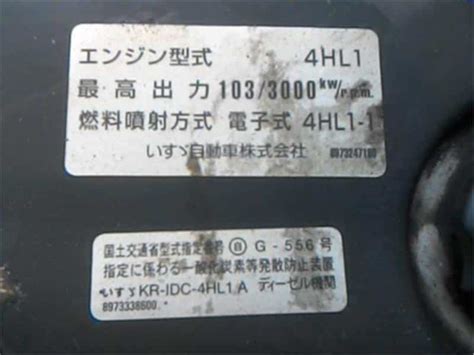 エンジン型式 4HL1
最高出力 103/3000 kw/r.p.m.
燃料噴射方式 電子式 4HL1-1
いすゞ自動車株式会社 8973247180
国土交通省型式指定番号 自 G-556号
指定に係わる一酸化炭素等発散防止装置
いすゞKR-IDC-4HL1A ディーゼル機関
8973338600